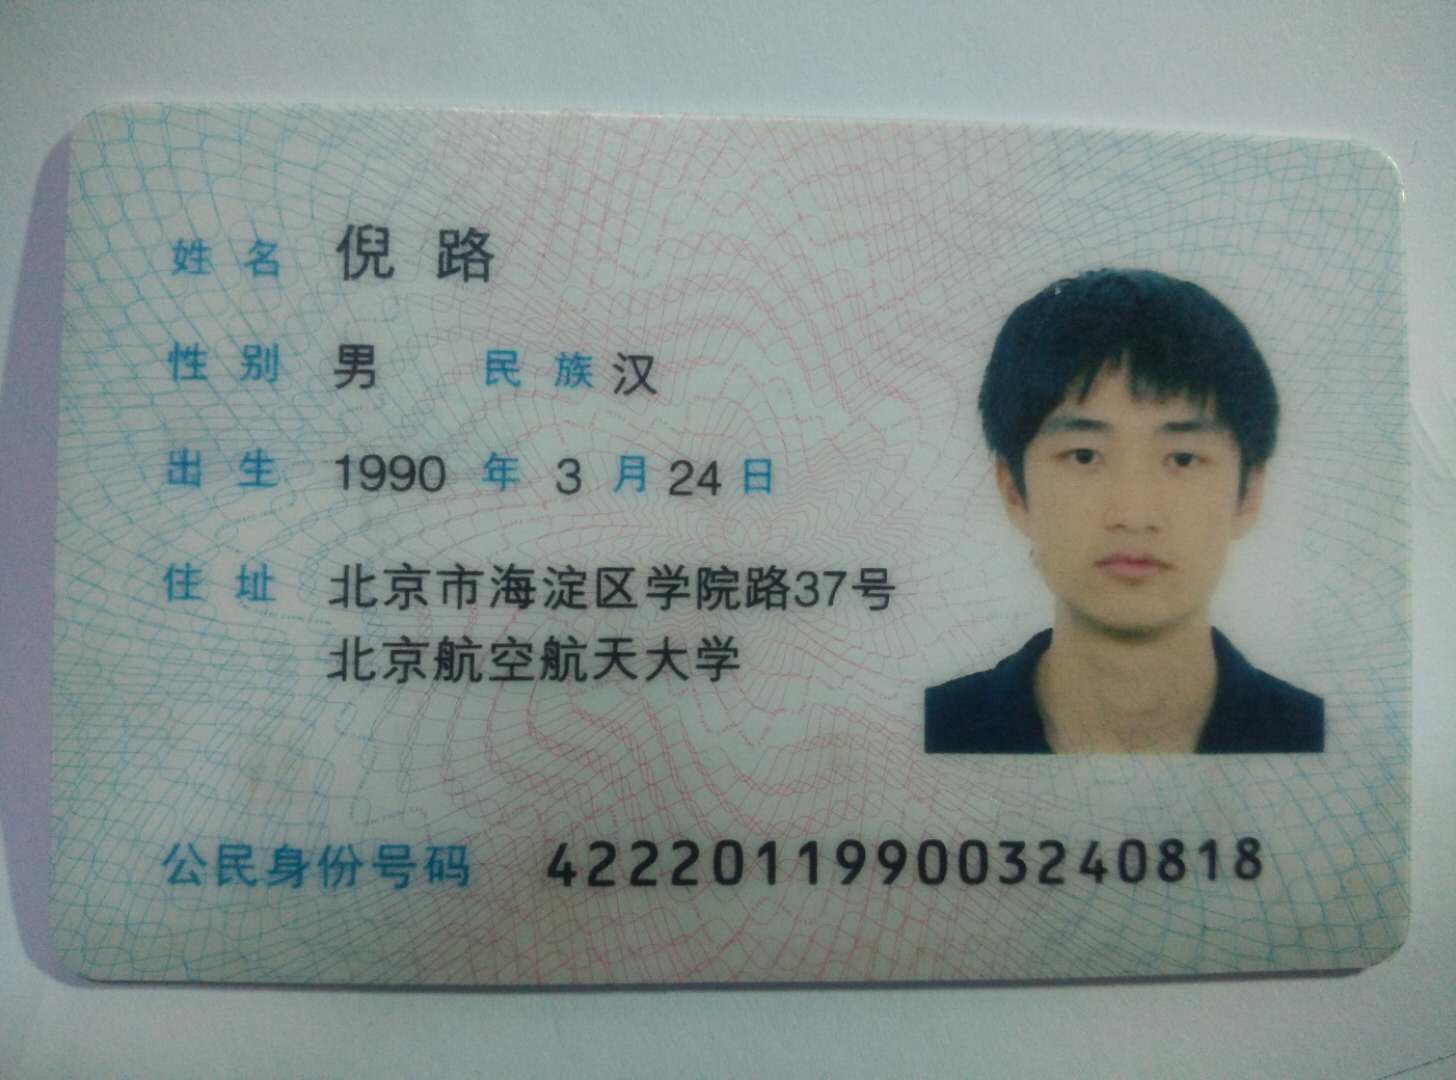 姓名 倪路
性别 男 民族 汉
出生 1990 年 3 月 24 日
住址 北京市海淀区学院路37号
北京航空航天大学
公民身份号码 422201199003240818